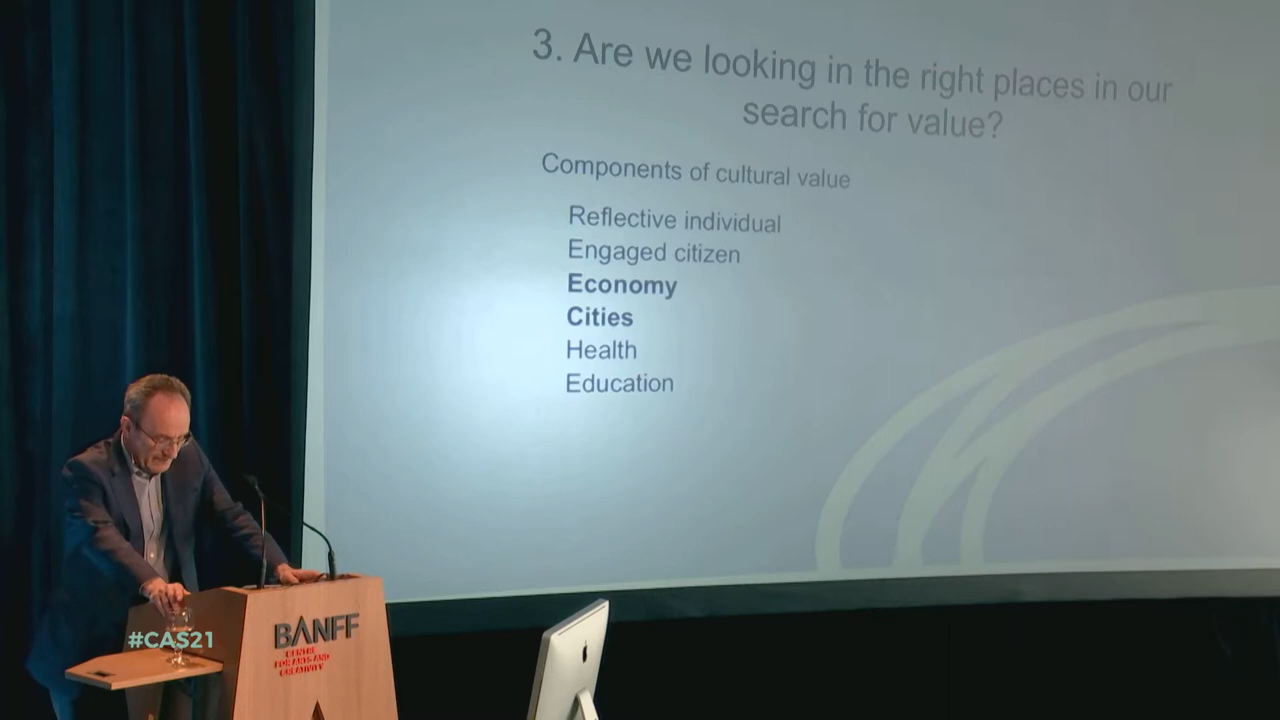 3. Are we looking in the right places in our
search for value?
Components of cultural value
Reflective individual
Engaged citizen
Economy
Cities
Health
Education
#CAS21
BANFF
CENTRE
FOR ARTS AND
CREATIVITY